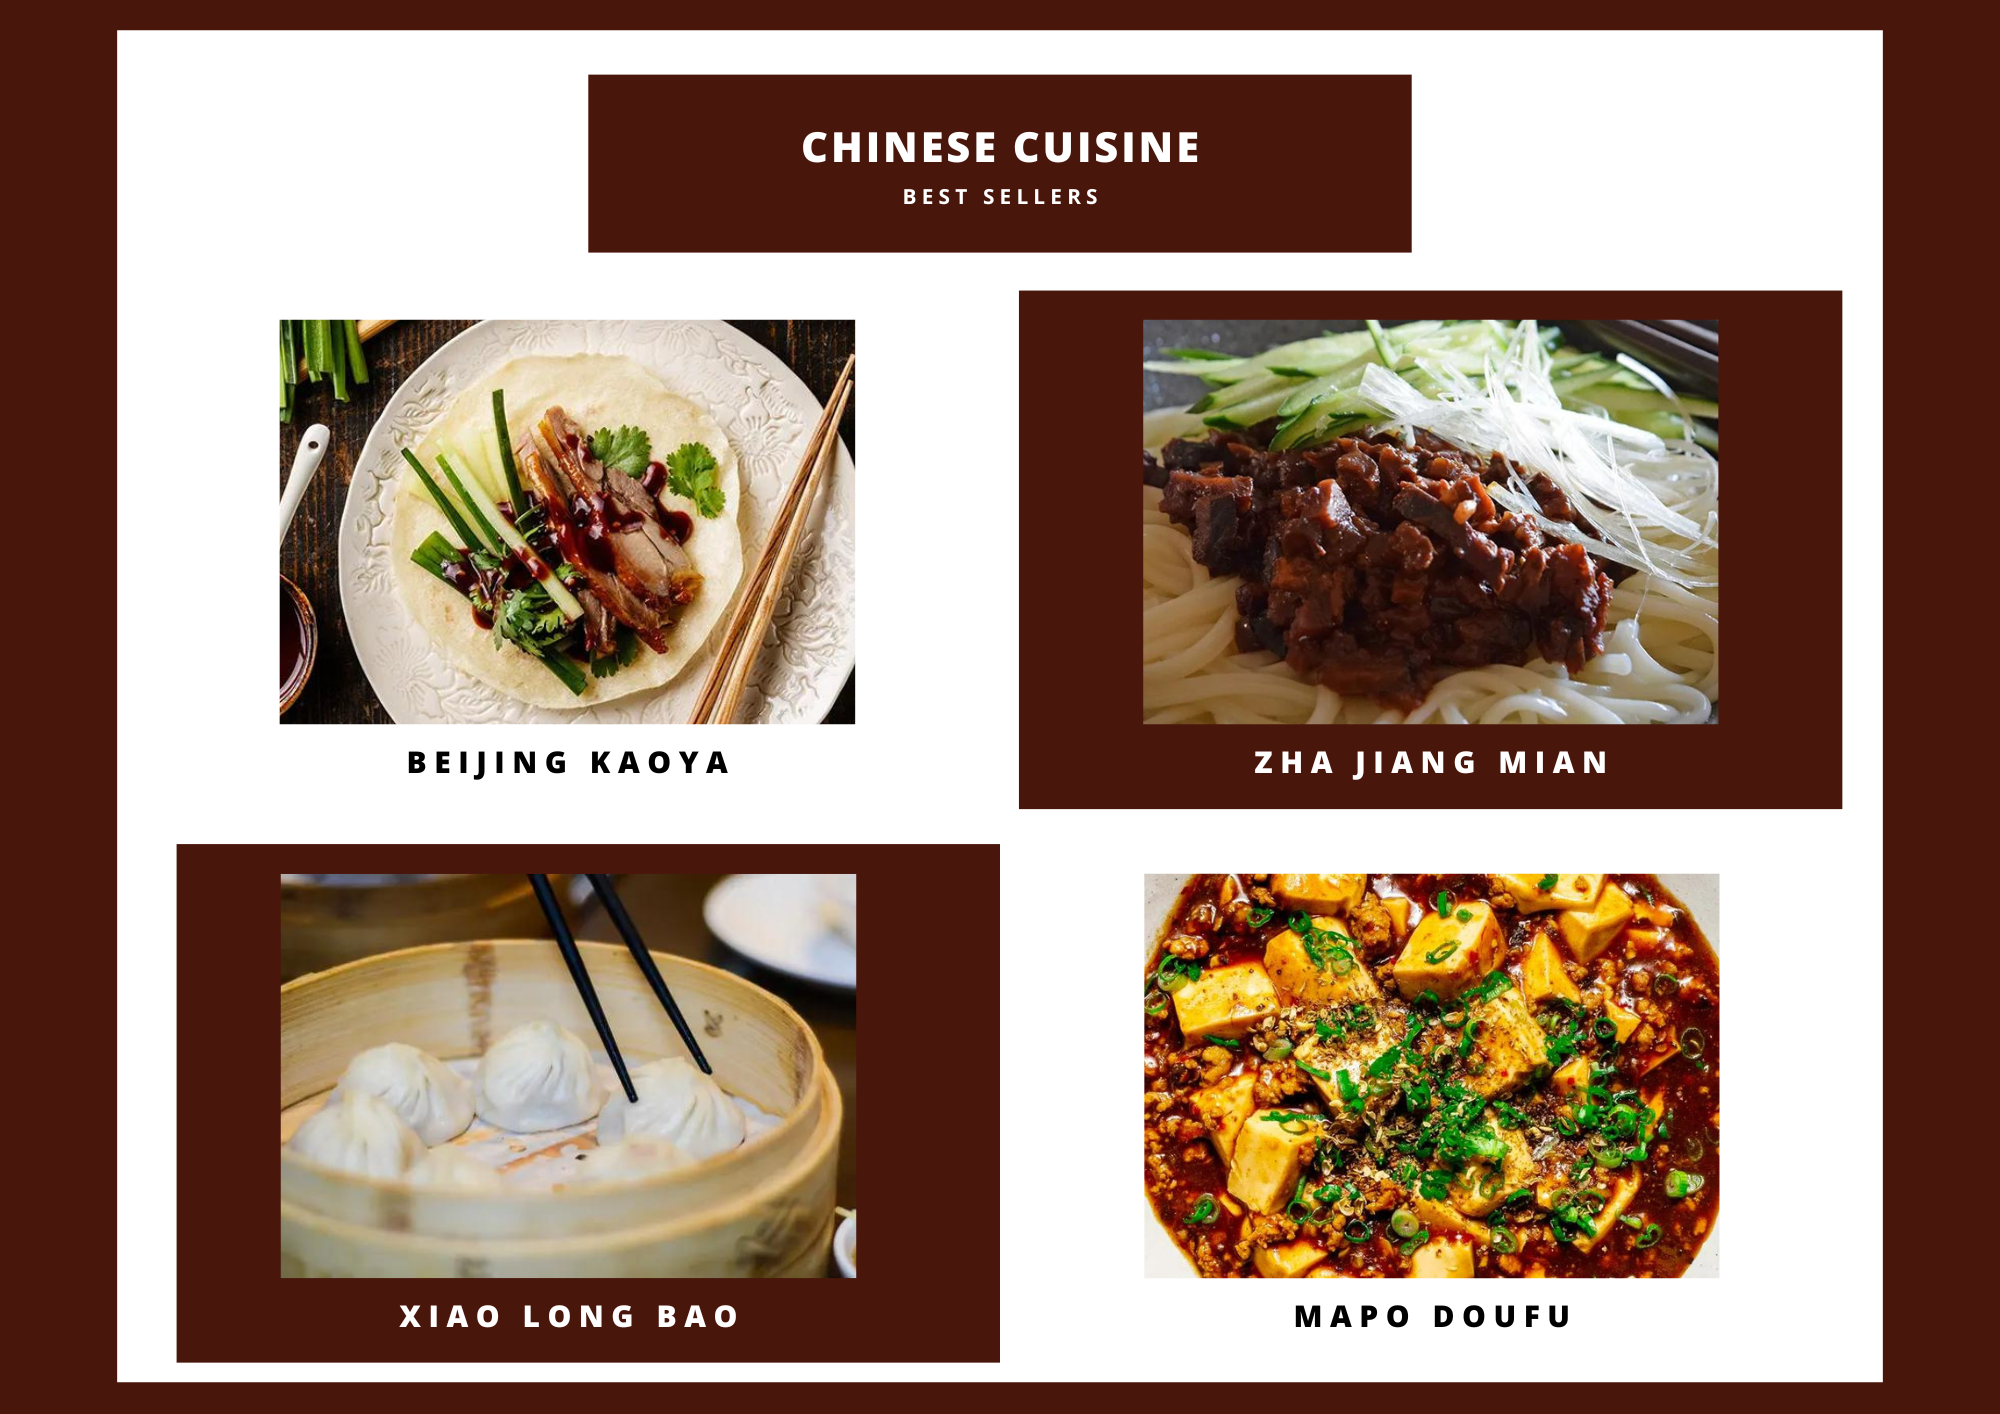 CHINESE CUISINE
BEST SELLERS
BEIJING KAOYA
ZHA JIANG MIAN
XIAO LONG BAO
MAPO DOUFU